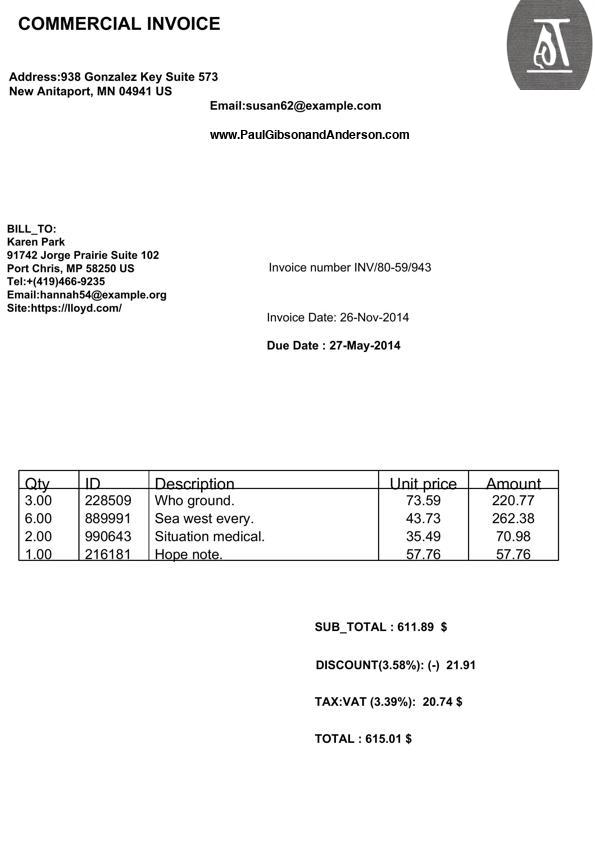 COMMERCIAL INVOICE
Address:938 Gonzalez Key Suite 573
New Anitaport, MN 04941 US
Email:susan62@example.com
www.PaulGibsonandAnderson.com
BILL_TO:
Karen Park
91742 Jorge Prairie Suite 102
Port Chris, MP 58250 US
Tel:+(419)466-9235
Email:hannah54@example.org
Site:https://lloyd.com/
Invoice number INV/80-59/943
Invoice Date: 26-Nov-2014
Due Date : 27-May-2014
Qty ID Description Unit price Amount
3.00 228509 Who ground. 73.59 220.77
6.00 889991 Sea west every. 43.73 262.38
2.00 990643 Situation medical. 35.49 70.98
1.00 216181 Hope note. 57.76 57.76
SUB_TOTAL : 611.89 $
DISCOUNT(3.58%): (-) 21.91
TAX:VAT (3.39%): 20.74 $
TOTAL : 615.01 $